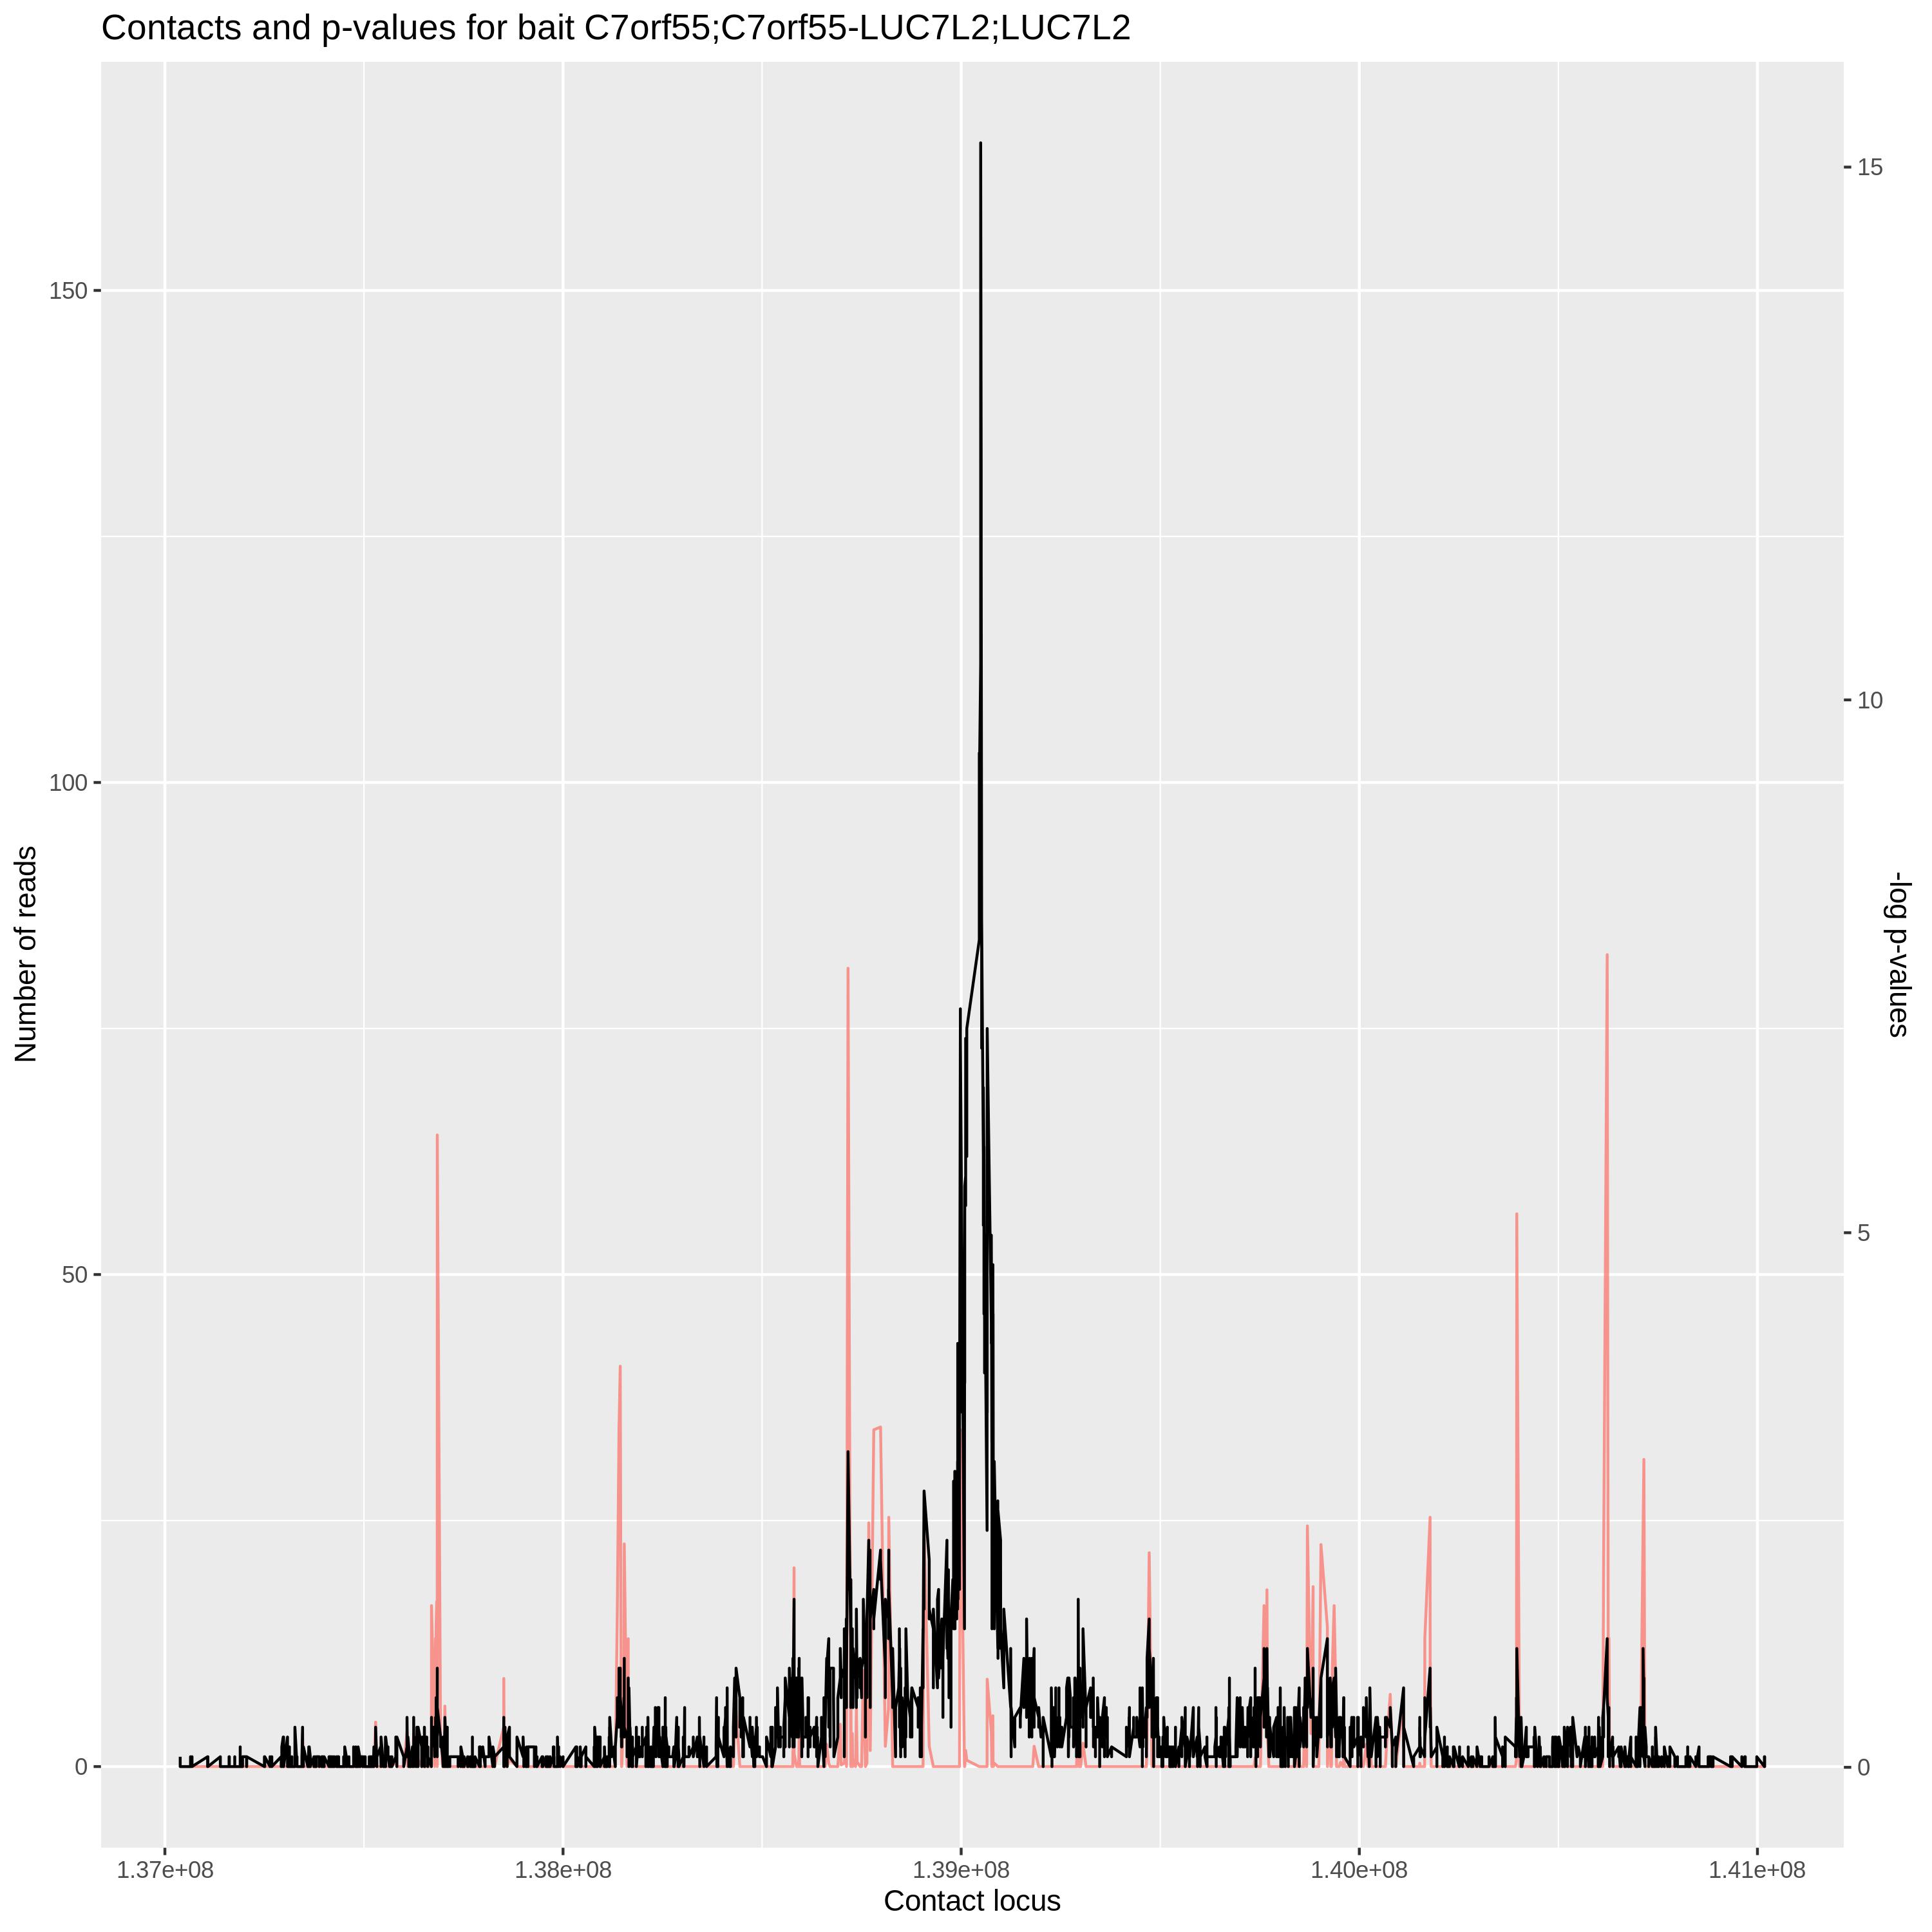 Contacts and p-values for bait C7orf55;C7orf55-LUC7L2;LUC7L2
150
100
50
0
Number of reads
15
10
5
0
-log p-values
1.37e+08
1.38e+08
1.39e+08
1.40e+08
1.41e+08
Contact locus